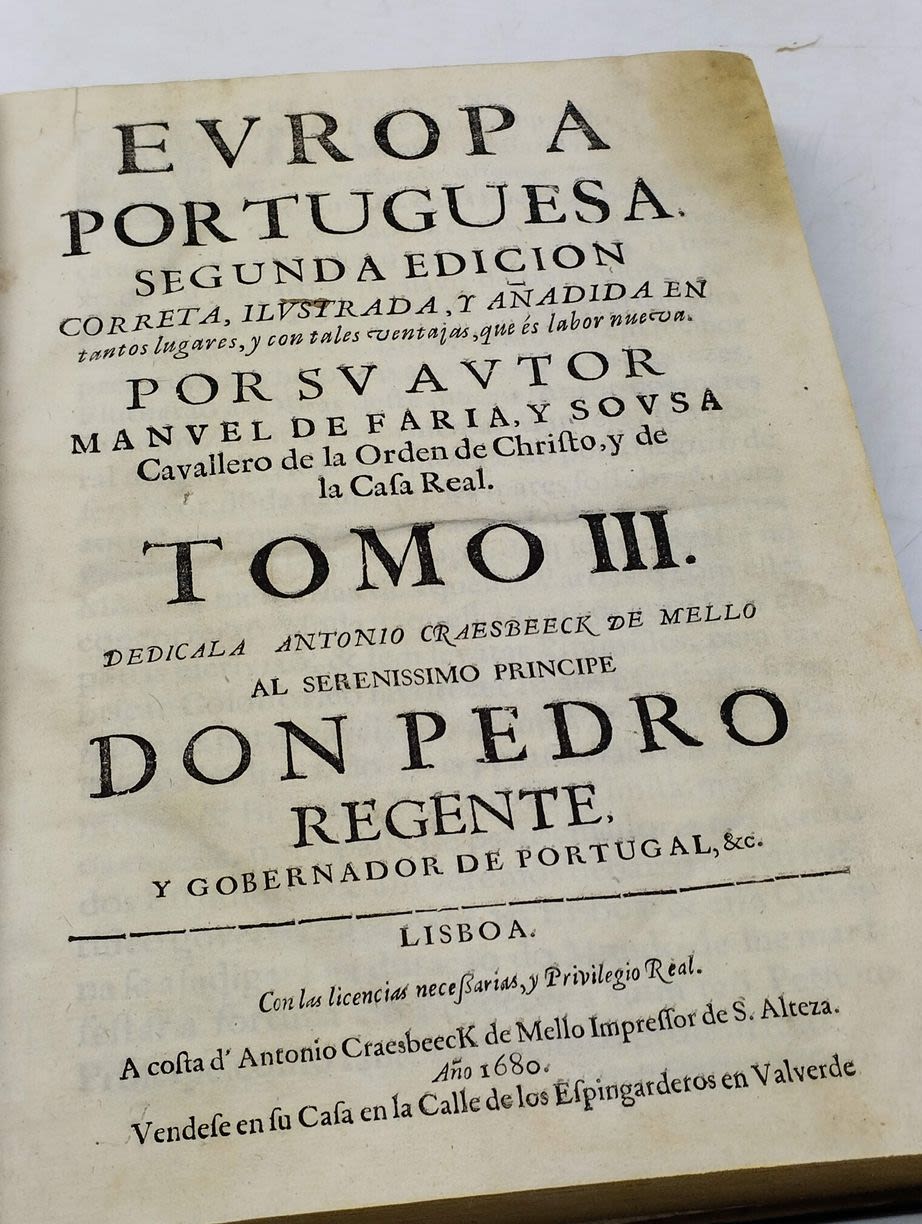 EVROPA
PORTUGUESA.
SEGUNDA EDICION
CORRETA, ILVSTRADA, Y AÑADIDA EN
tantos lugares, y con tales ventajas, que és labor nueva.
POR SV AVTOR
MANVEL DE FARIA, Y SOVSA
Cavallero de la Orden de Chriſto, y de
la Caſa Real.
TOMO III.
DEDICALA ANTONIO CRAESBEECK DE MELLO
AL SERENISSIMO PRINCIPE
DON PEDRO
REGENTE,
Y GOBERNADOR DE PORTUGAL, &c.
LISBOA.
Con las licencias neceſſarias, y Privilegio Real.
A coſta d' Antonio CraesbeecK de Mello Impreſſor de S. Alteza.
Año 1680.
Vendeſe en ſu Caſa en la Calle de los Eſpingarderos en Valverde